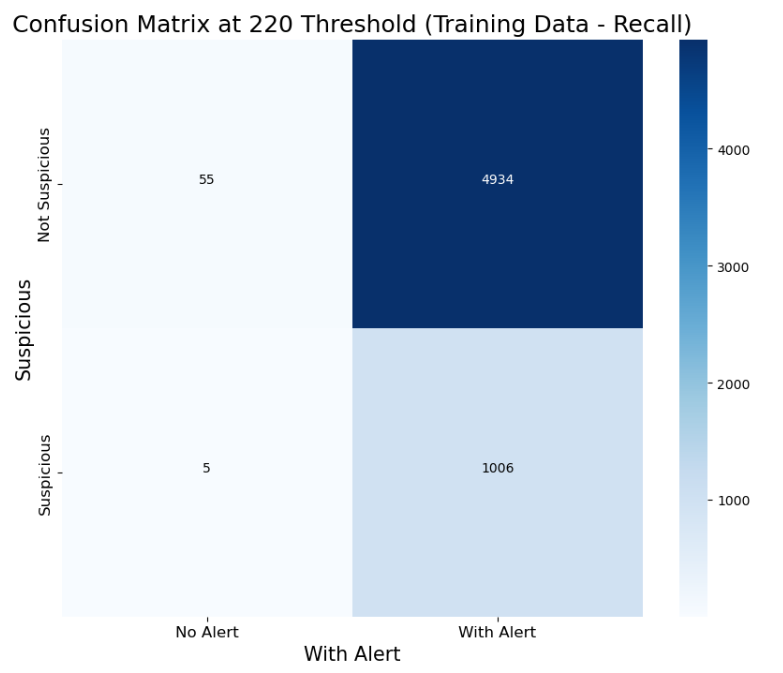 Confusion Matrix at 220 Threshold (Training Data - Recall)
Suspicious
Not Suspicious
Suspicious
55
4934
5
1006
No Alert
With Alert
With Alert
4000
3000
2000
1000